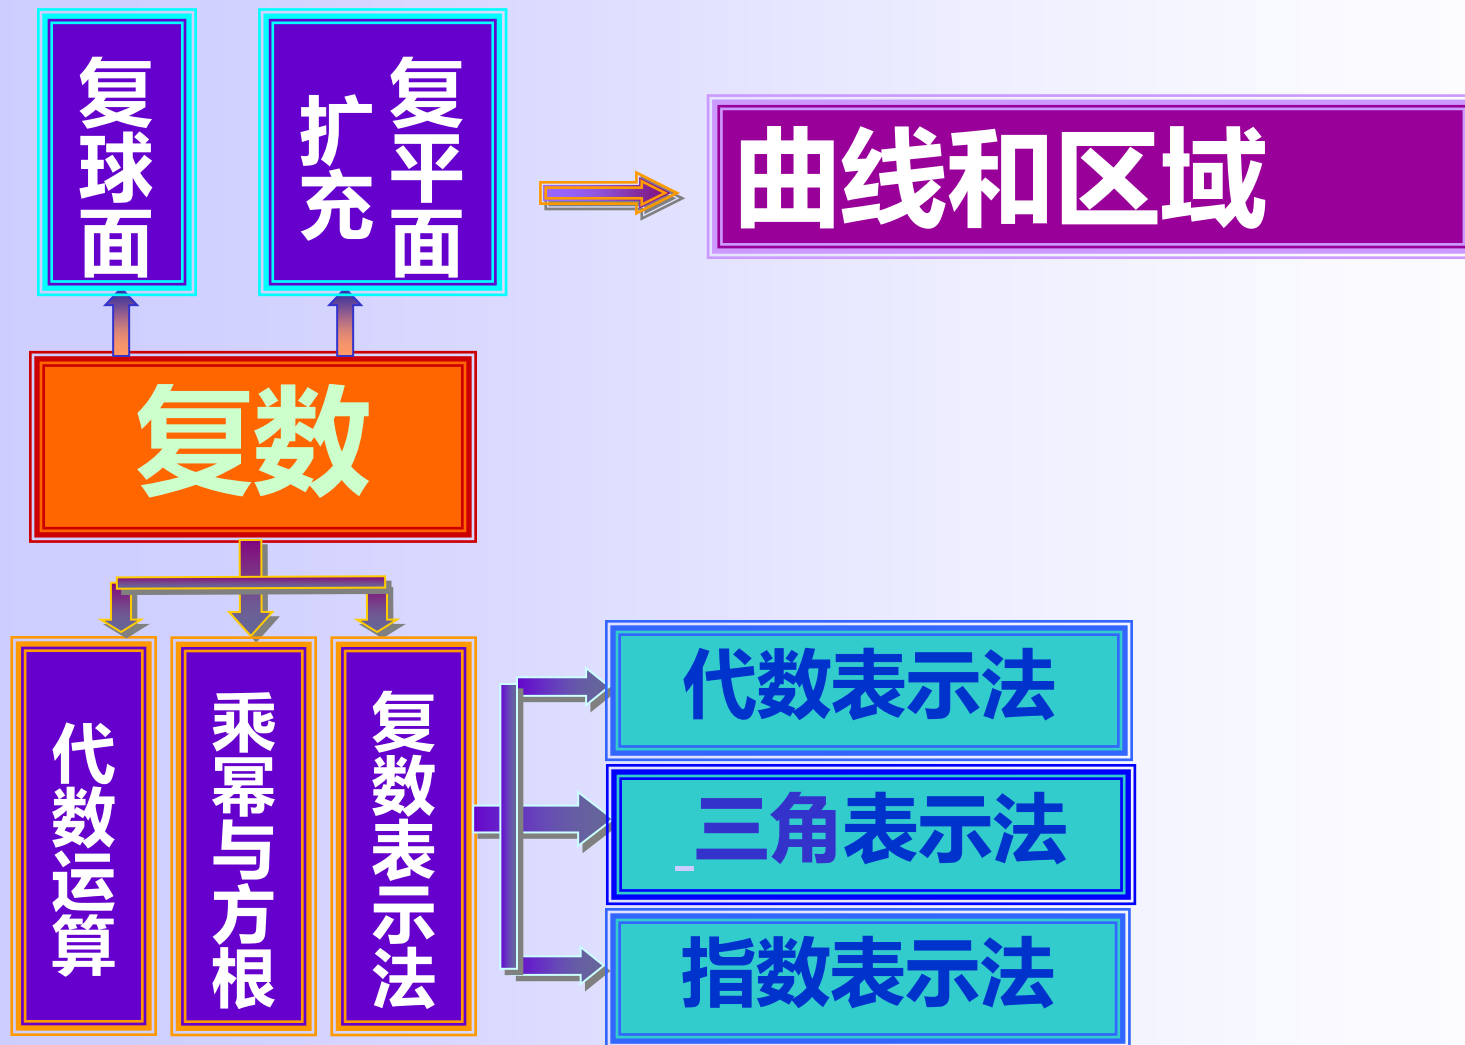 复球面
复平面
扩充
曲线和区域
复数
代数运算
乘幂与方根
复数表示法
代数表示法
三角表示法
指数表示法